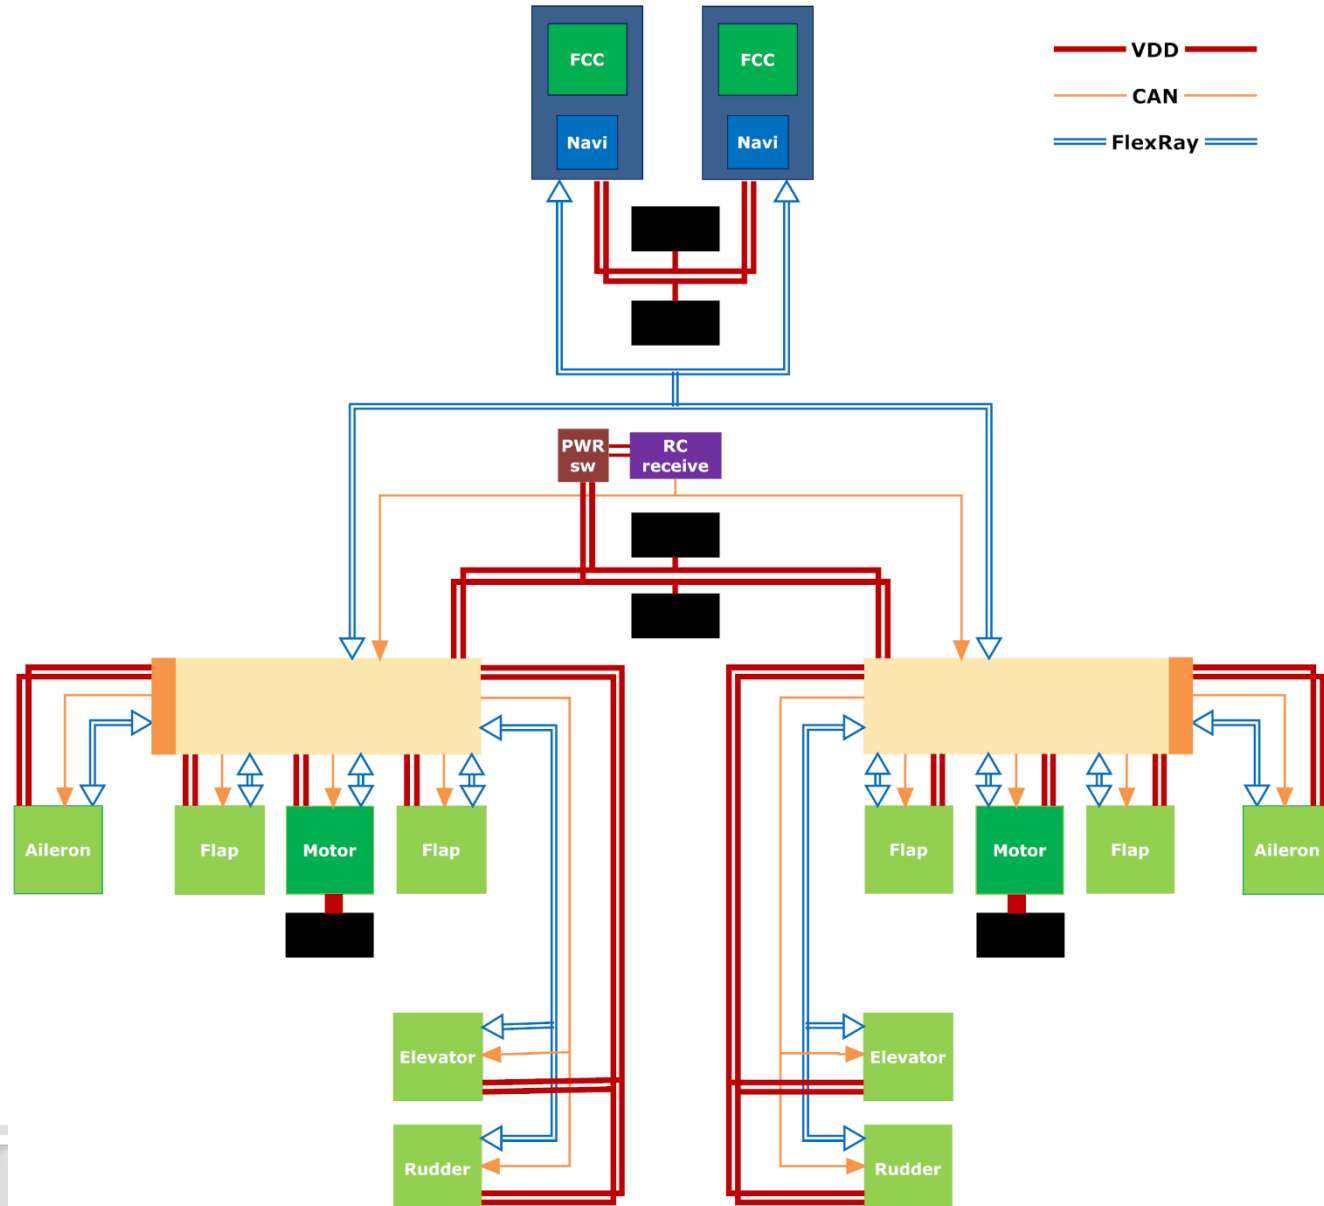 FCC
FCC
VDD
CAN
Navi
Navi
FlexRay
PWR
sw
RC
receive
Aileron
Flap
Motor
Flap
Flap
Motor
Flap
Aileron
Elevator
Elevator
Rudder
Rudder